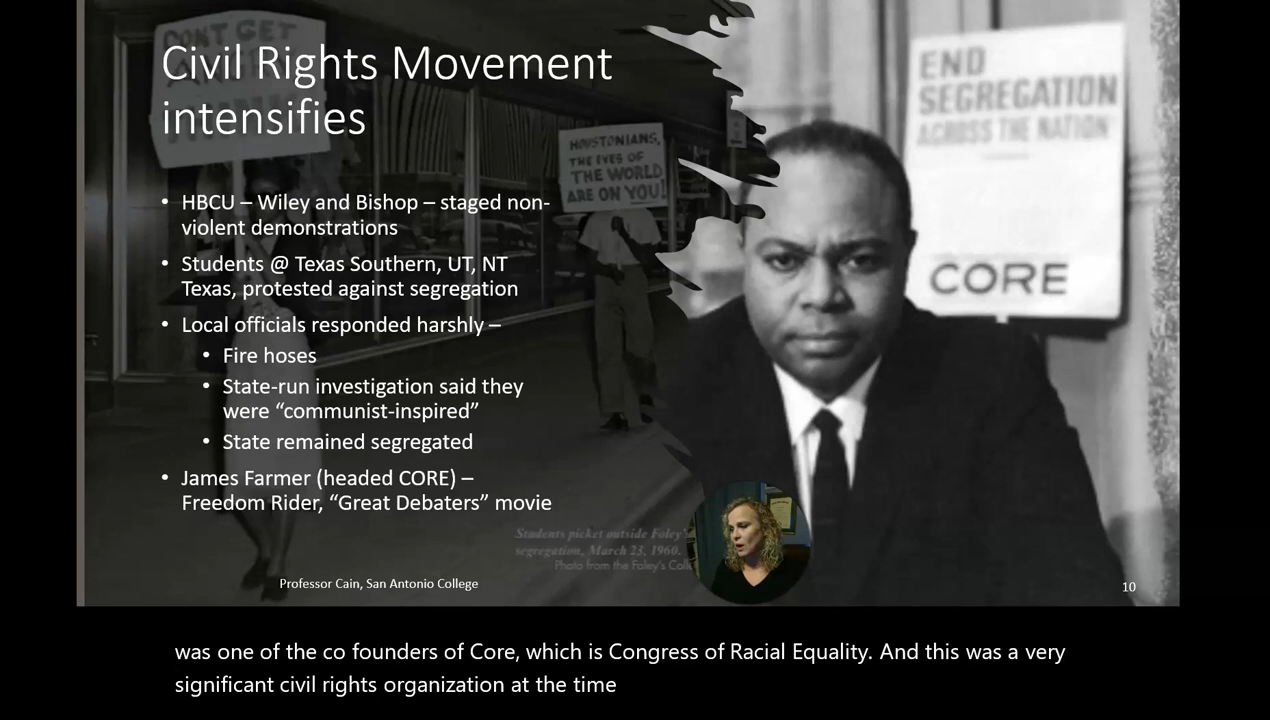 DONT GET
Civil Rights Movement
intensifies
HOUSTONIANS,
THE EYES OF
THE WORLD
ARE ON YOU!
END
SEGREGATION
ACROSS THE NATION
CORE
• HBCU – Wiley and Bishop – staged non-
violent demonstrations
• Students @ Texas Southern, UT, NT
Texas, protested against segregation
• Local officials responded harshly –
• Fire hoses
• State-run investigation said they
were “communist-inspired”
• State remained segregated
• James Farmer (headed CORE) –
Freedom Rider, “Great Debaters” movie
Students picket outside Foley'
segregation, March 23, 1960.
Photo from the Foley's
Professor Cain, San Antonio College
10
was one of the co founders of Core, which is Congress of Racial Equality. And this was a very
significant civil rights organization at the time